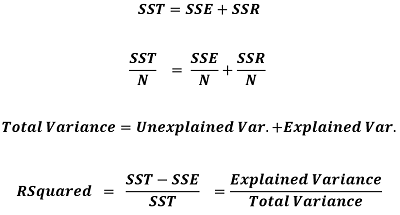 SST = SSE + SSR
SST/N = SSE/N + SSR/N
Total Variance = Unexplained Var. +Explained Var.
RSquared = SST − SSE/SST = Explained Variance/Total Variance